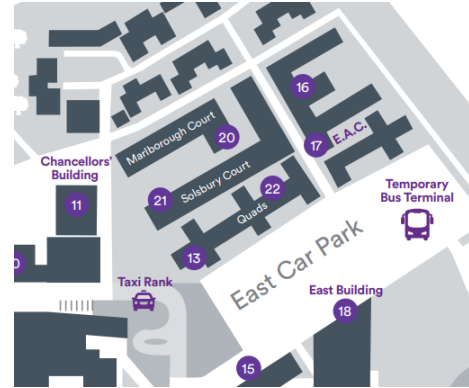 16
Marlborough Court
20
17
E.A.C.
Chancellors'
Building
11
21
Solsbury Court
22
Quads
Temporary
Bus Terminal
13
East Car Park
0
Taxi Rank
East Building
18
15